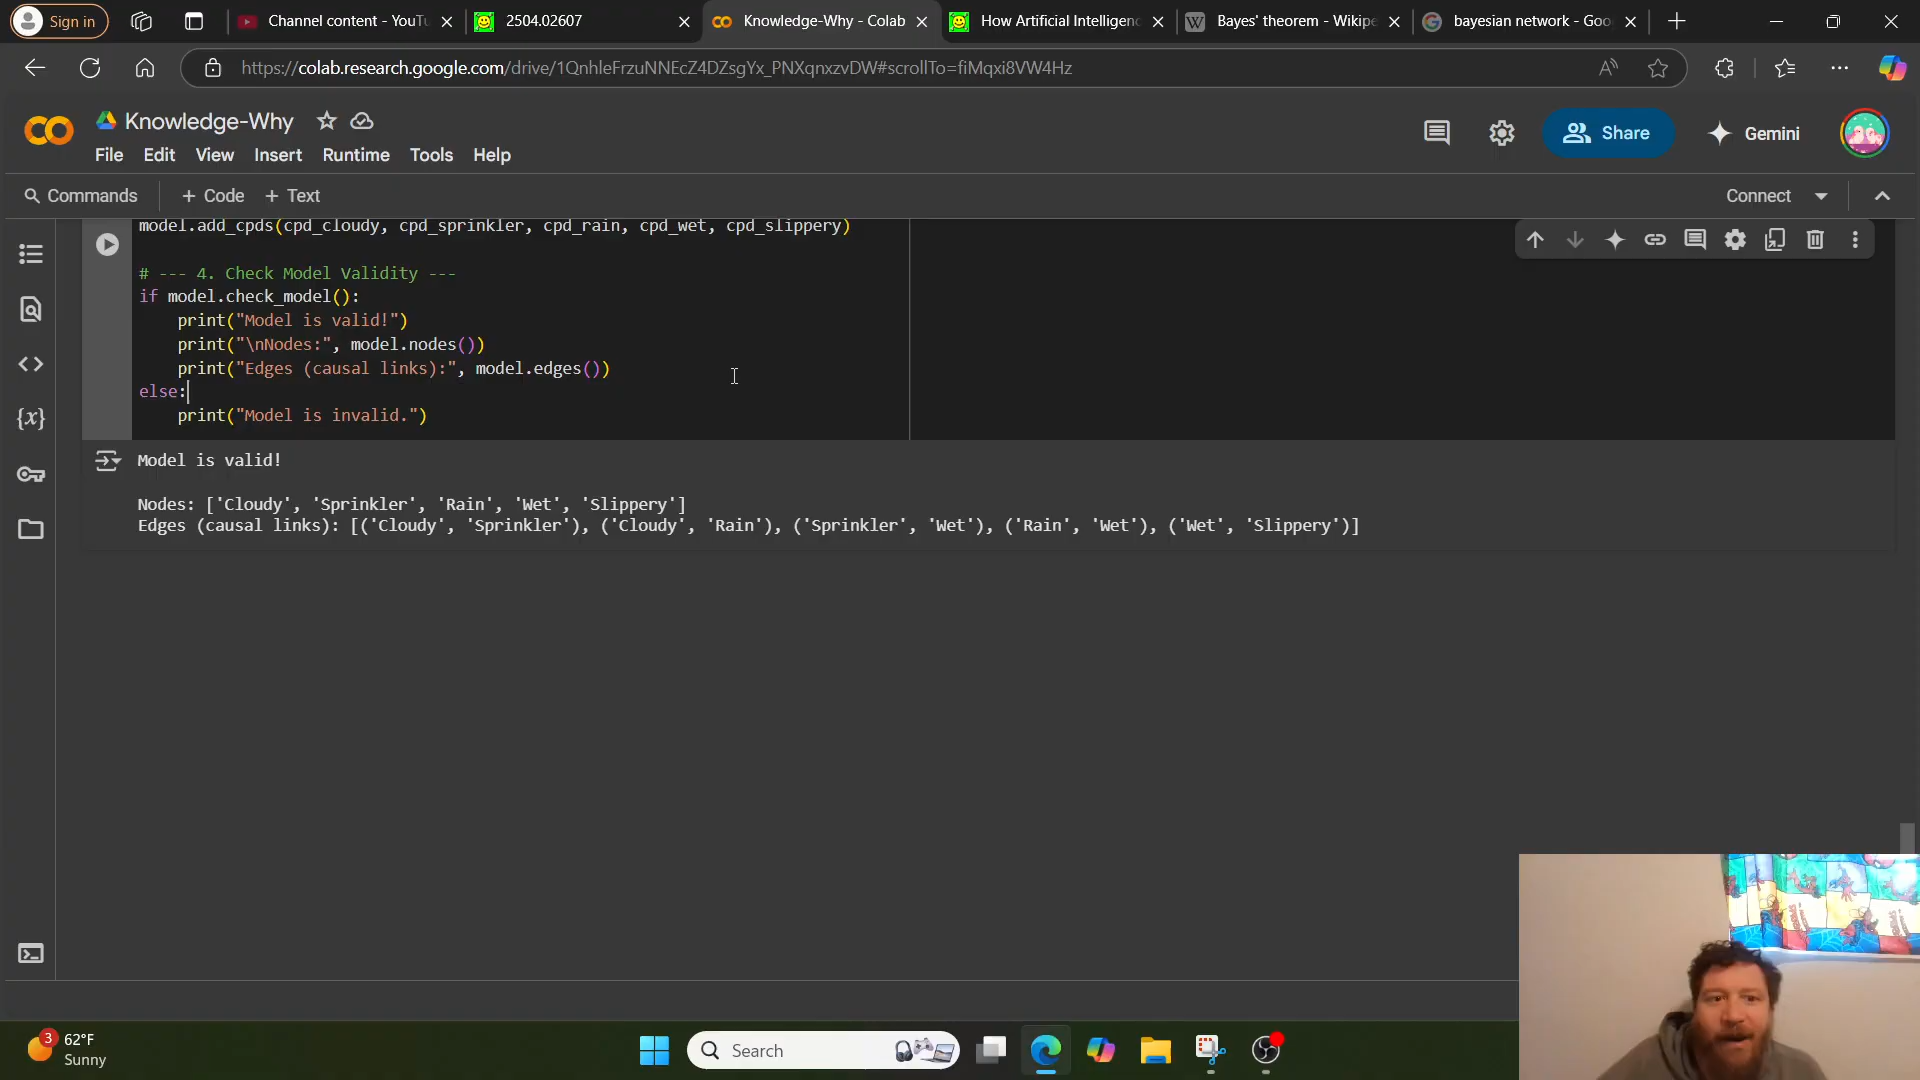 Sign in
Channel content - YouTu
2504.02607
Knowledge-Why - Colab
How Artificial Intelligenc
Bayes' theorem - Wikipe
bayesian network - Goo
https://colab.research.google.com/drive/1QnhleFrzuNNEcZ4DZsgYx_PNXqnxzvDW#scrollTo=fiMqxi8VW4Hz
Knowledge-Why
File Edit View Insert Runtime Tools Help
Share
Gemini
Commands + Code + Text
Connect
model.add_cpds(cpd_cloudy, cpd_sprinkler, cpd_rain, cpd_wet, cpd_slippery)
# --- 4. Check Model Validity ---
if model.check_model():
print("Model is valid!")
print("\nNodes:", model.nodes())
print("Edges (causal links):", model.edges())
else:
print("Model is invalid.")
Model is valid!
Nodes: ['Cloudy', 'Sprinkler', 'Rain', 'Wet', 'Slippery']
Edges (causal links): [('Cloudy', 'Sprinkler'), ('Cloudy', 'Rain'), ('Sprinkler', 'Wet'), ('Rain', 'Wet'), ('Wet', 'Slippery')]
3
62°F
Sunny
Search